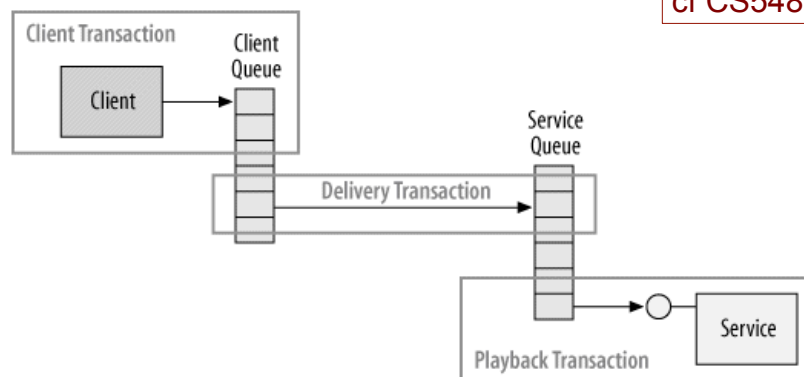 cf CS548
Client Transaction
Client
Queue
Client
Service
Queue
Delivery Transaction
Service
Playback Transaction